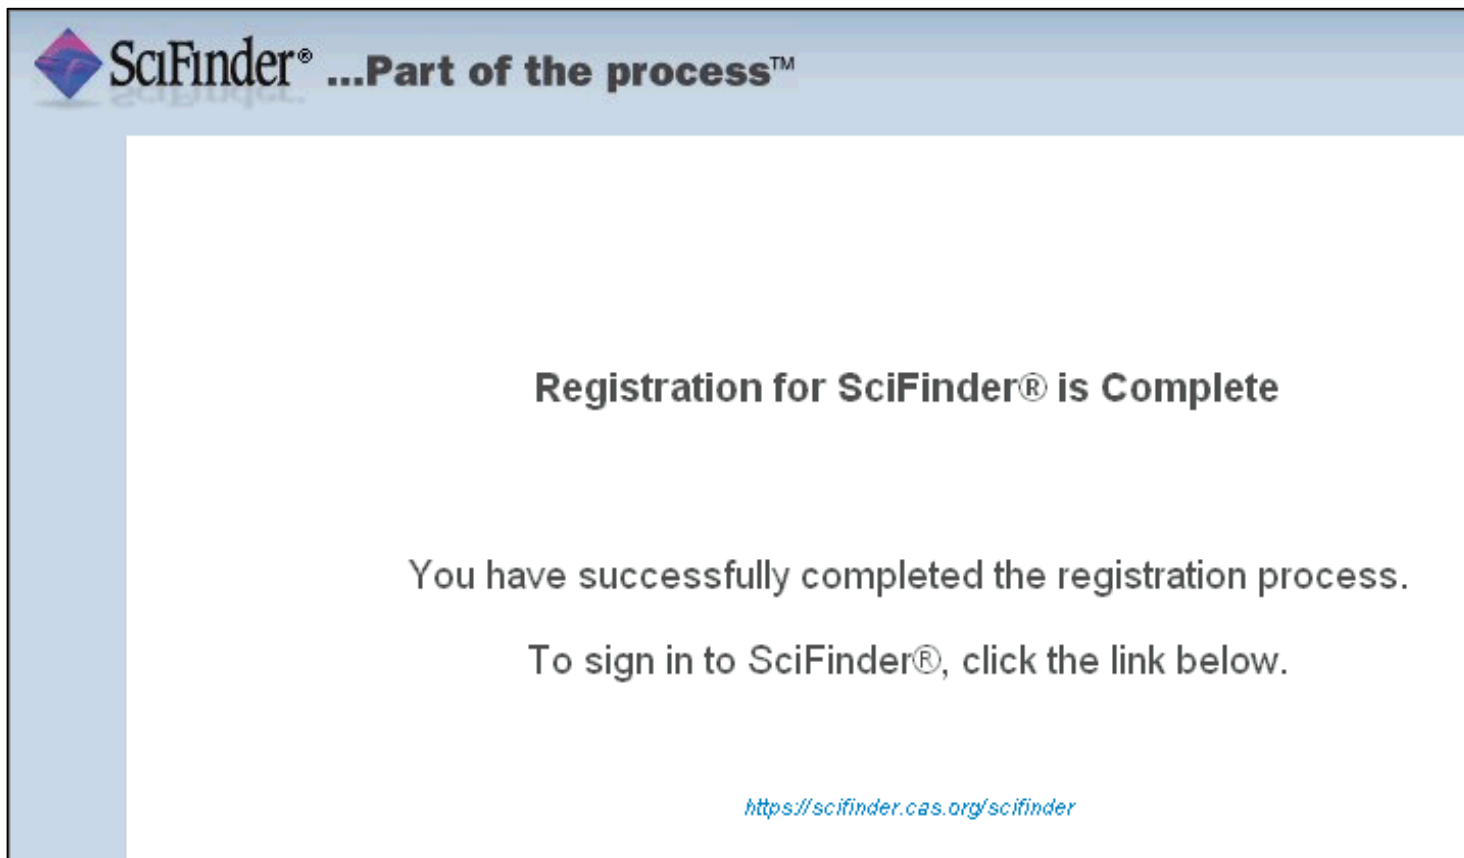 SciFinder® ...Part of the process™
Registration for SciFinder® is Complete
You have successfully completed the registration process.
To sign in to SciFinder®, click the link below.
https://scifinder.cas.org/scifinder